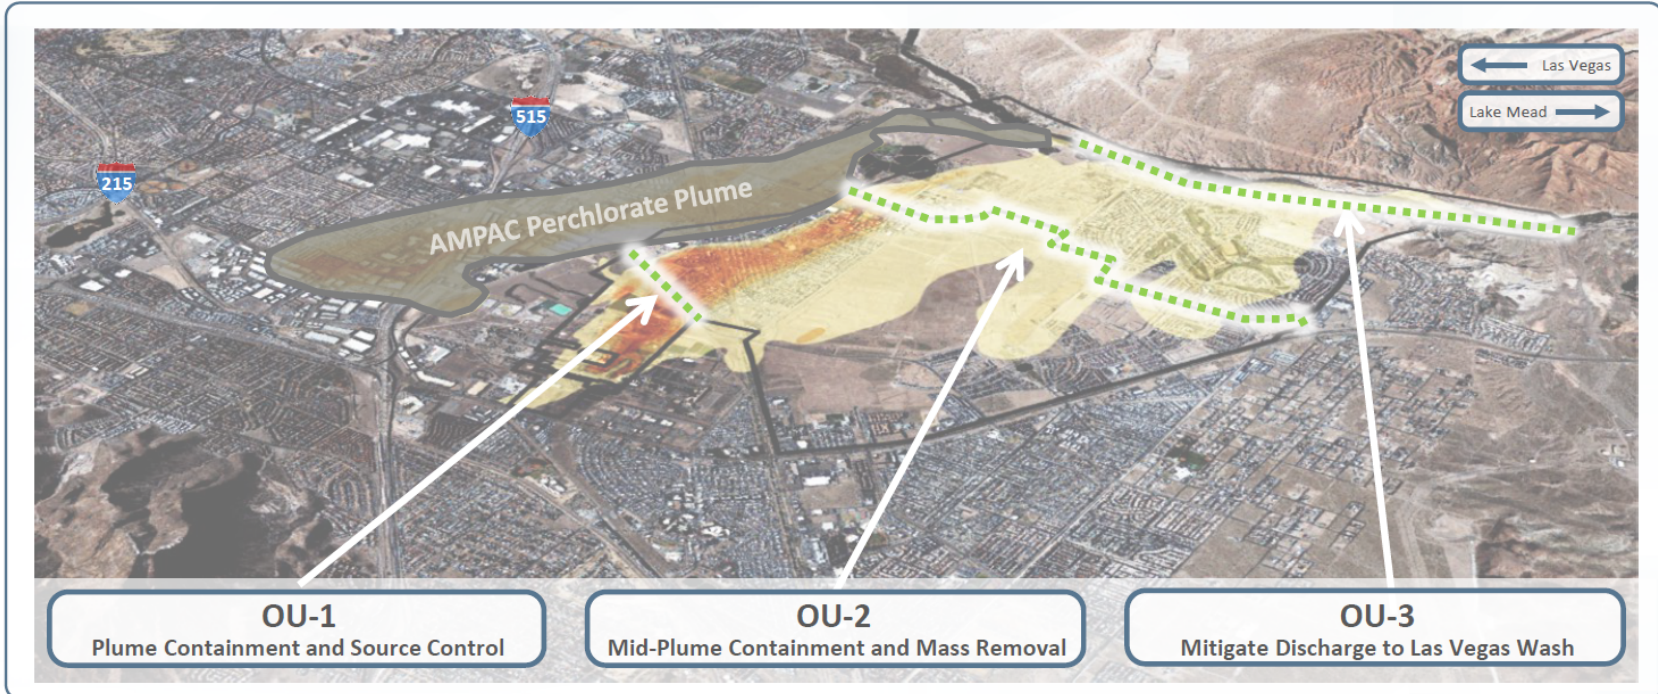 Las Vegas
Lake Mead
515
215
AMPAC Perchlorate Plume
OU-1
Plume Containment and Source Control
OU-2
Mid-Plume Containment and Mass Removal
OU-3
Mitigate Discharge to Las Vegas Wash